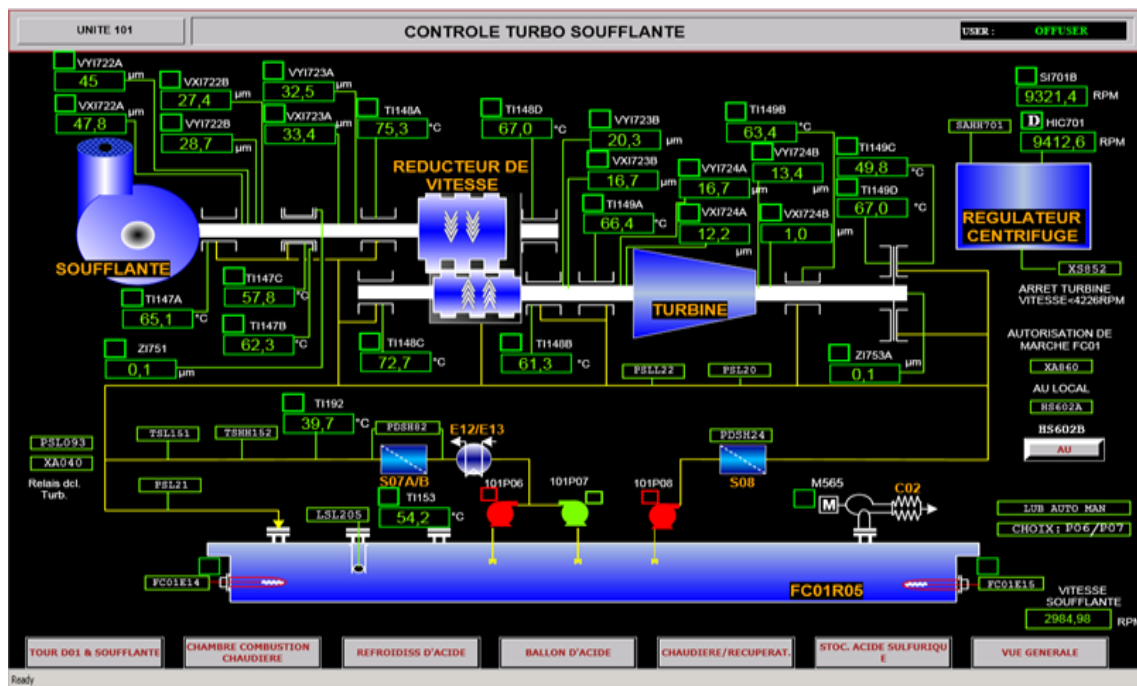 UNITE 101
CONTROLE TURBO SOUFFLANTE
USER : OFFUSER
VYI722A
45 µm
VXI722A
47,8 µm
VXI722B
27,4 µm
VYI722B
28,7 µm
VYI723A
32,5 µm
VXI723A
33,4 µm
TI148A
75,3 °C
TI148D
67,0 °C
VYI723B
20,3 µm
VXI723B
16,7 µm
TI149A
66,4 °C
VYI724A
16,7 µm
VXI724A
12,2 µm
TI149B
63,4 °C
VYI724B
13,4 µm
VXI724B
1,0 µm
TI149C
49,8 °C
TI149D
67,0 °C
SI701B
9321,4 RPM
SAHH701
D HIC701
9412,6 RPM
REDUCTEUR DE
VITESSE
REGULATEUR
CENTRIFUGE
SOUFFLANTE
TURBINE
XS852
ARRET TURBINE
VITESSE<4226RPM
TI147A
65,1 °C
TI147C
57,8 °C
TI147B
62,3 °C
ZI751
0,1 µm
TI148C
72,7 °C
TI148B
61,3 °C
PSLL22
PSL20
ZI753A
0,1 µm
AUTORISATION DE
MARCHE FC01
XA860
AU LOCAL
HS602A
HS602B
AU
PSL093
XA040
Relais dcl.
Turb.
TSL151
TSHH152
TI192
39,7 °C
PDSH82
E12/E13
PDSH24
S07A/B
S08
PSL21
LSL205
TI153
54,2 °C
101P06
101P07
101P08
M565
M
C02
LUB AUTO MAN
CHOIX: P06/P07
FC01E14
FC01R05
FC01E15
VITESSE
SOUFFLANTE
2984,98 RPM
TOUR D01 & SOUFFLANTE
CHAMBRE COMBUSTION
CHAUDIERE
REFROIDISS D'ACIDE
BALLON D'ACIDE
CHAUDIERE/RECUPERAT.
STOC. ACIDE SULFURIQU
E
VUE GENERALE
Ready